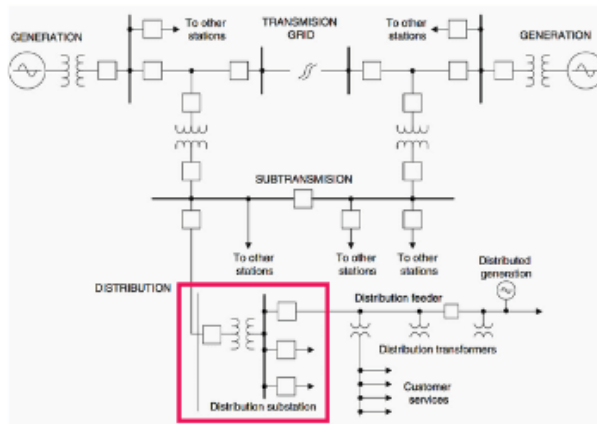 To other
stations
TRANSMISION
GRID
To other
stations
GENERATION
GENERATION
SUBTRANSMISION
To other
stations
To other
stations
To other
stations
Distributed
generation
DISTRIBUTION
Distribution feeder
Distribution transformers
Customer
services
Distribution substation